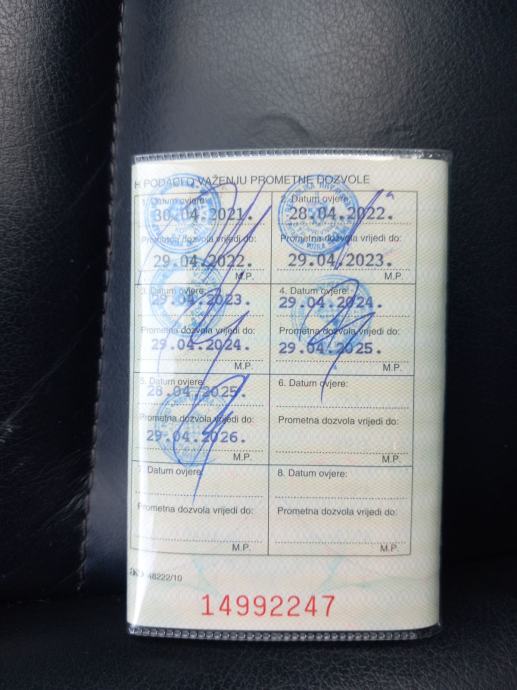 H PODACI O VAŽENJU PROMETNE DOZVOLE
1. Datum ovjere:
30.04.2021.
Prometna dozvola vrijedi do:
29.04.2022.
M.P.
2. Datum ovjere:
28.04.2022.
Prometna dozvola vrijedi do:
29.04.2023.
M.P.
3. Datum ovjere:
29.04.2023.
Prometna dozvola vrijedi do:
29.04.2024.
M.P.
4. Datum ovjere:
29.04.2024.
Prometna dozvola vrijedi do:
29.04.2025.
M.P.
5. Datum ovjere:
28.04.2025.
Prometna dozvola vrijedi do:
29.04.2026.
M.P.
6. Datum ovjere:
Prometna dozvola vrijedi do:
M.P.
7. Datum ovjere:
Prometna dozvola vrijedi do:
M.P.
8. Datum ovjere:
Prometna dozvola vrijedi do:
M.P.
48222/10
14992247